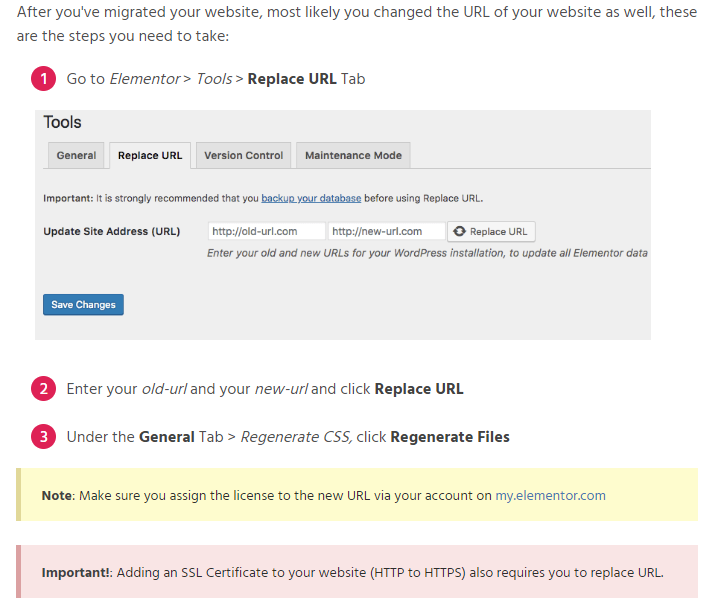 After you've migrated your website, most likely you changed the URL of your website as well, these
are the steps you need to take:
1 Go to Elementor > Tools > Replace URL Tab
Tools
General Replace URL Version Control Maintenance Mode
Important: It is strongly recommended that you backup your database before using Replace URL.
Update Site Address (URL) http://old-url.com http://new-url.com Replace URL
Enter your old and new URLs for your WordPress installation, to update all Elementor data
Save Changes
2 Enter your old-url and your new-url and click Replace URL
3 Under the General Tab > Regenerate CSS, click Regenerate Files
Note: Make sure you assign the license to the new URL via your account on my.elementor.com
Important!: Adding an SSL Certificate to your website (HTTP to HTTPS) also requires you to replace URL.